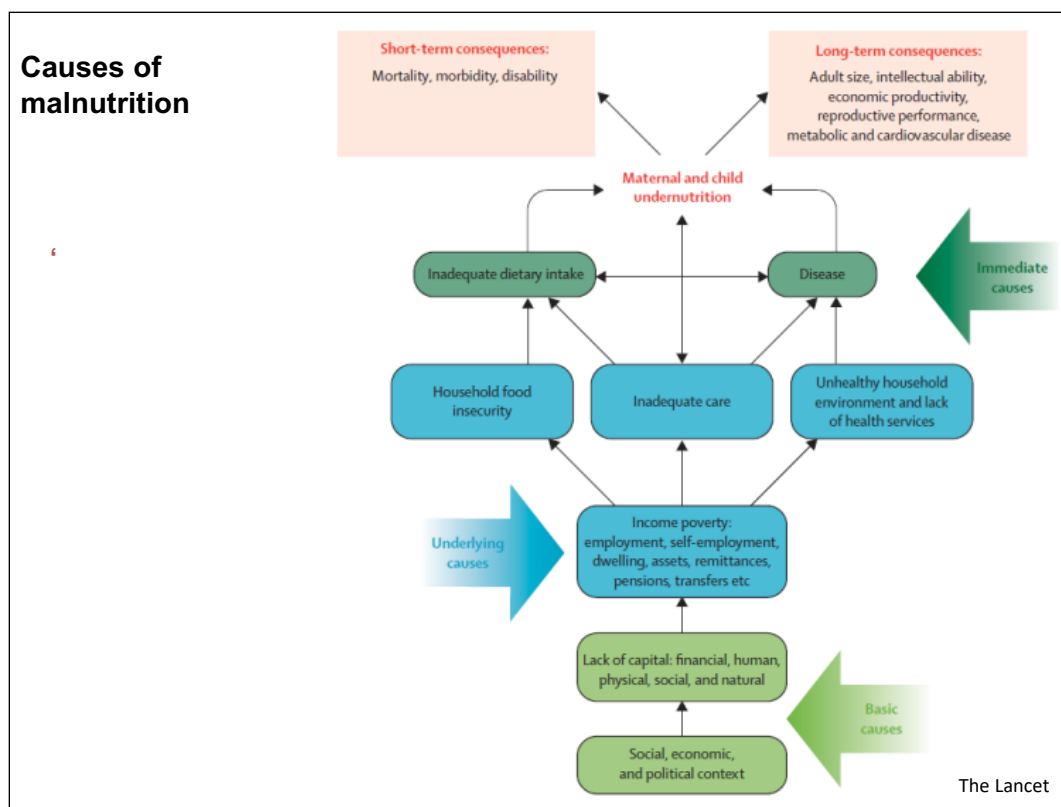 Causes of
malnutrition
‘
Short-term consequences:
Mortality, morbidity, disability
Long-term consequences:
Adult size, intellectual ability,
economic productivity,
reproductive performance,
metabolic and cardiovascular disease
Maternal and child
undernutrition
Inadequate dietary intake
Disease
Immediate
causes
Household food
insecurity
Inadequate care
Unhealthy household
environment and lack
of health services
Underlying
causes
Income poverty:
employment, self-employment,
dwelling, assets, remittances,
pensions, transfers etc
Lack of capital: financial, human,
physical, social, and natural
Basic
causes
Social, economic,
and political context
The Lancet